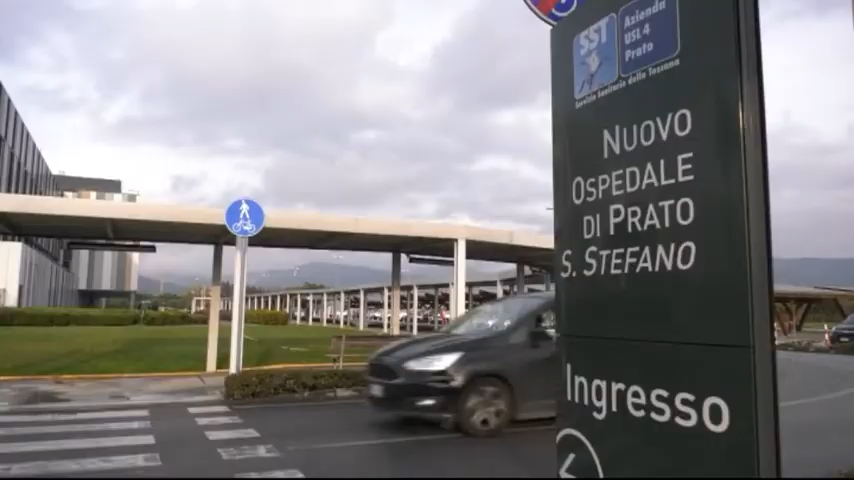 SST
Azienda
USL 4
Prato
Servizio Sanitario della Toscana
NUOVO
OSPEDALE
DI PRATO
S. STEFANO
Ingresso